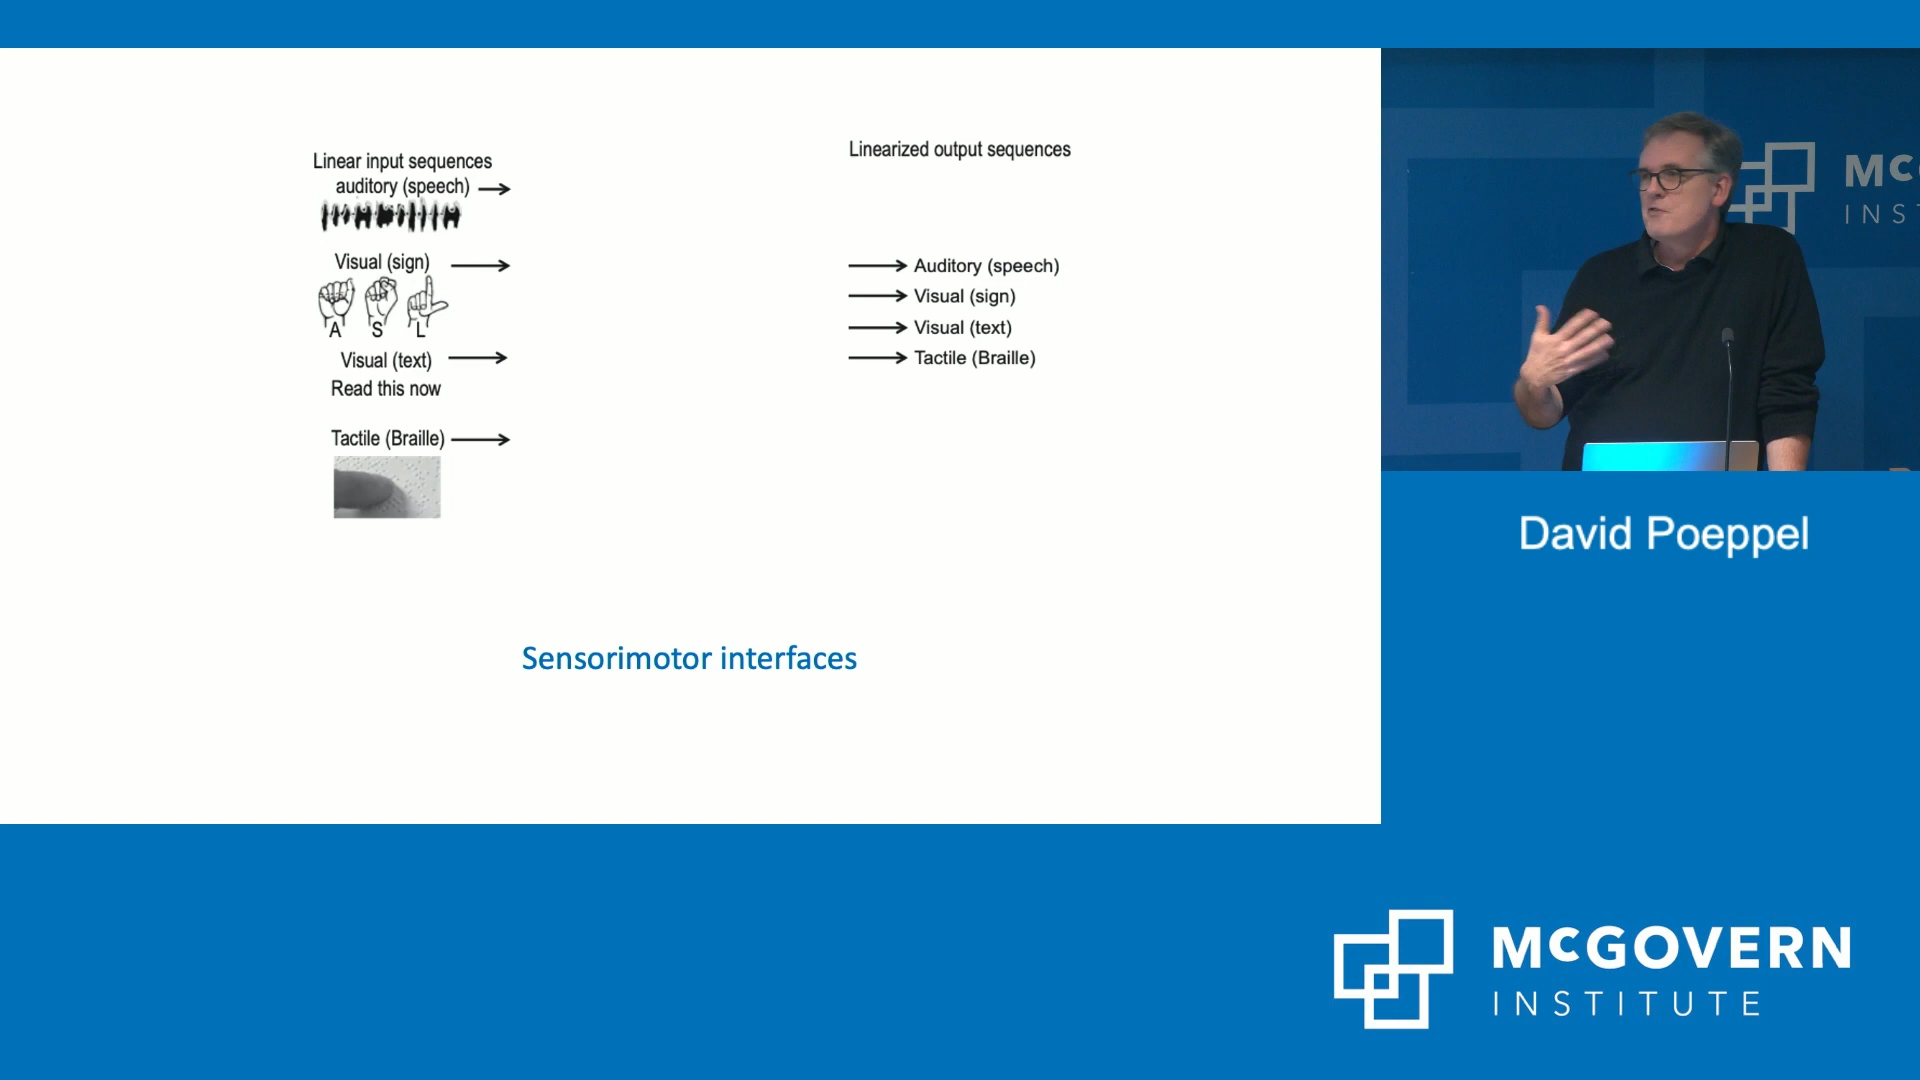 Linear input sequences
auditory (speech)
Visual (sign)
A S L
Visual (text)
Read this now
Tactile (Braille)
Linearized output sequences
Auditory (speech)
Visual (sign)
Visual (text)
Tactile (Braille)
Sensorimotor interfaces
MC
INS
David Poeppel
MCGOVERN
INSTITUTE